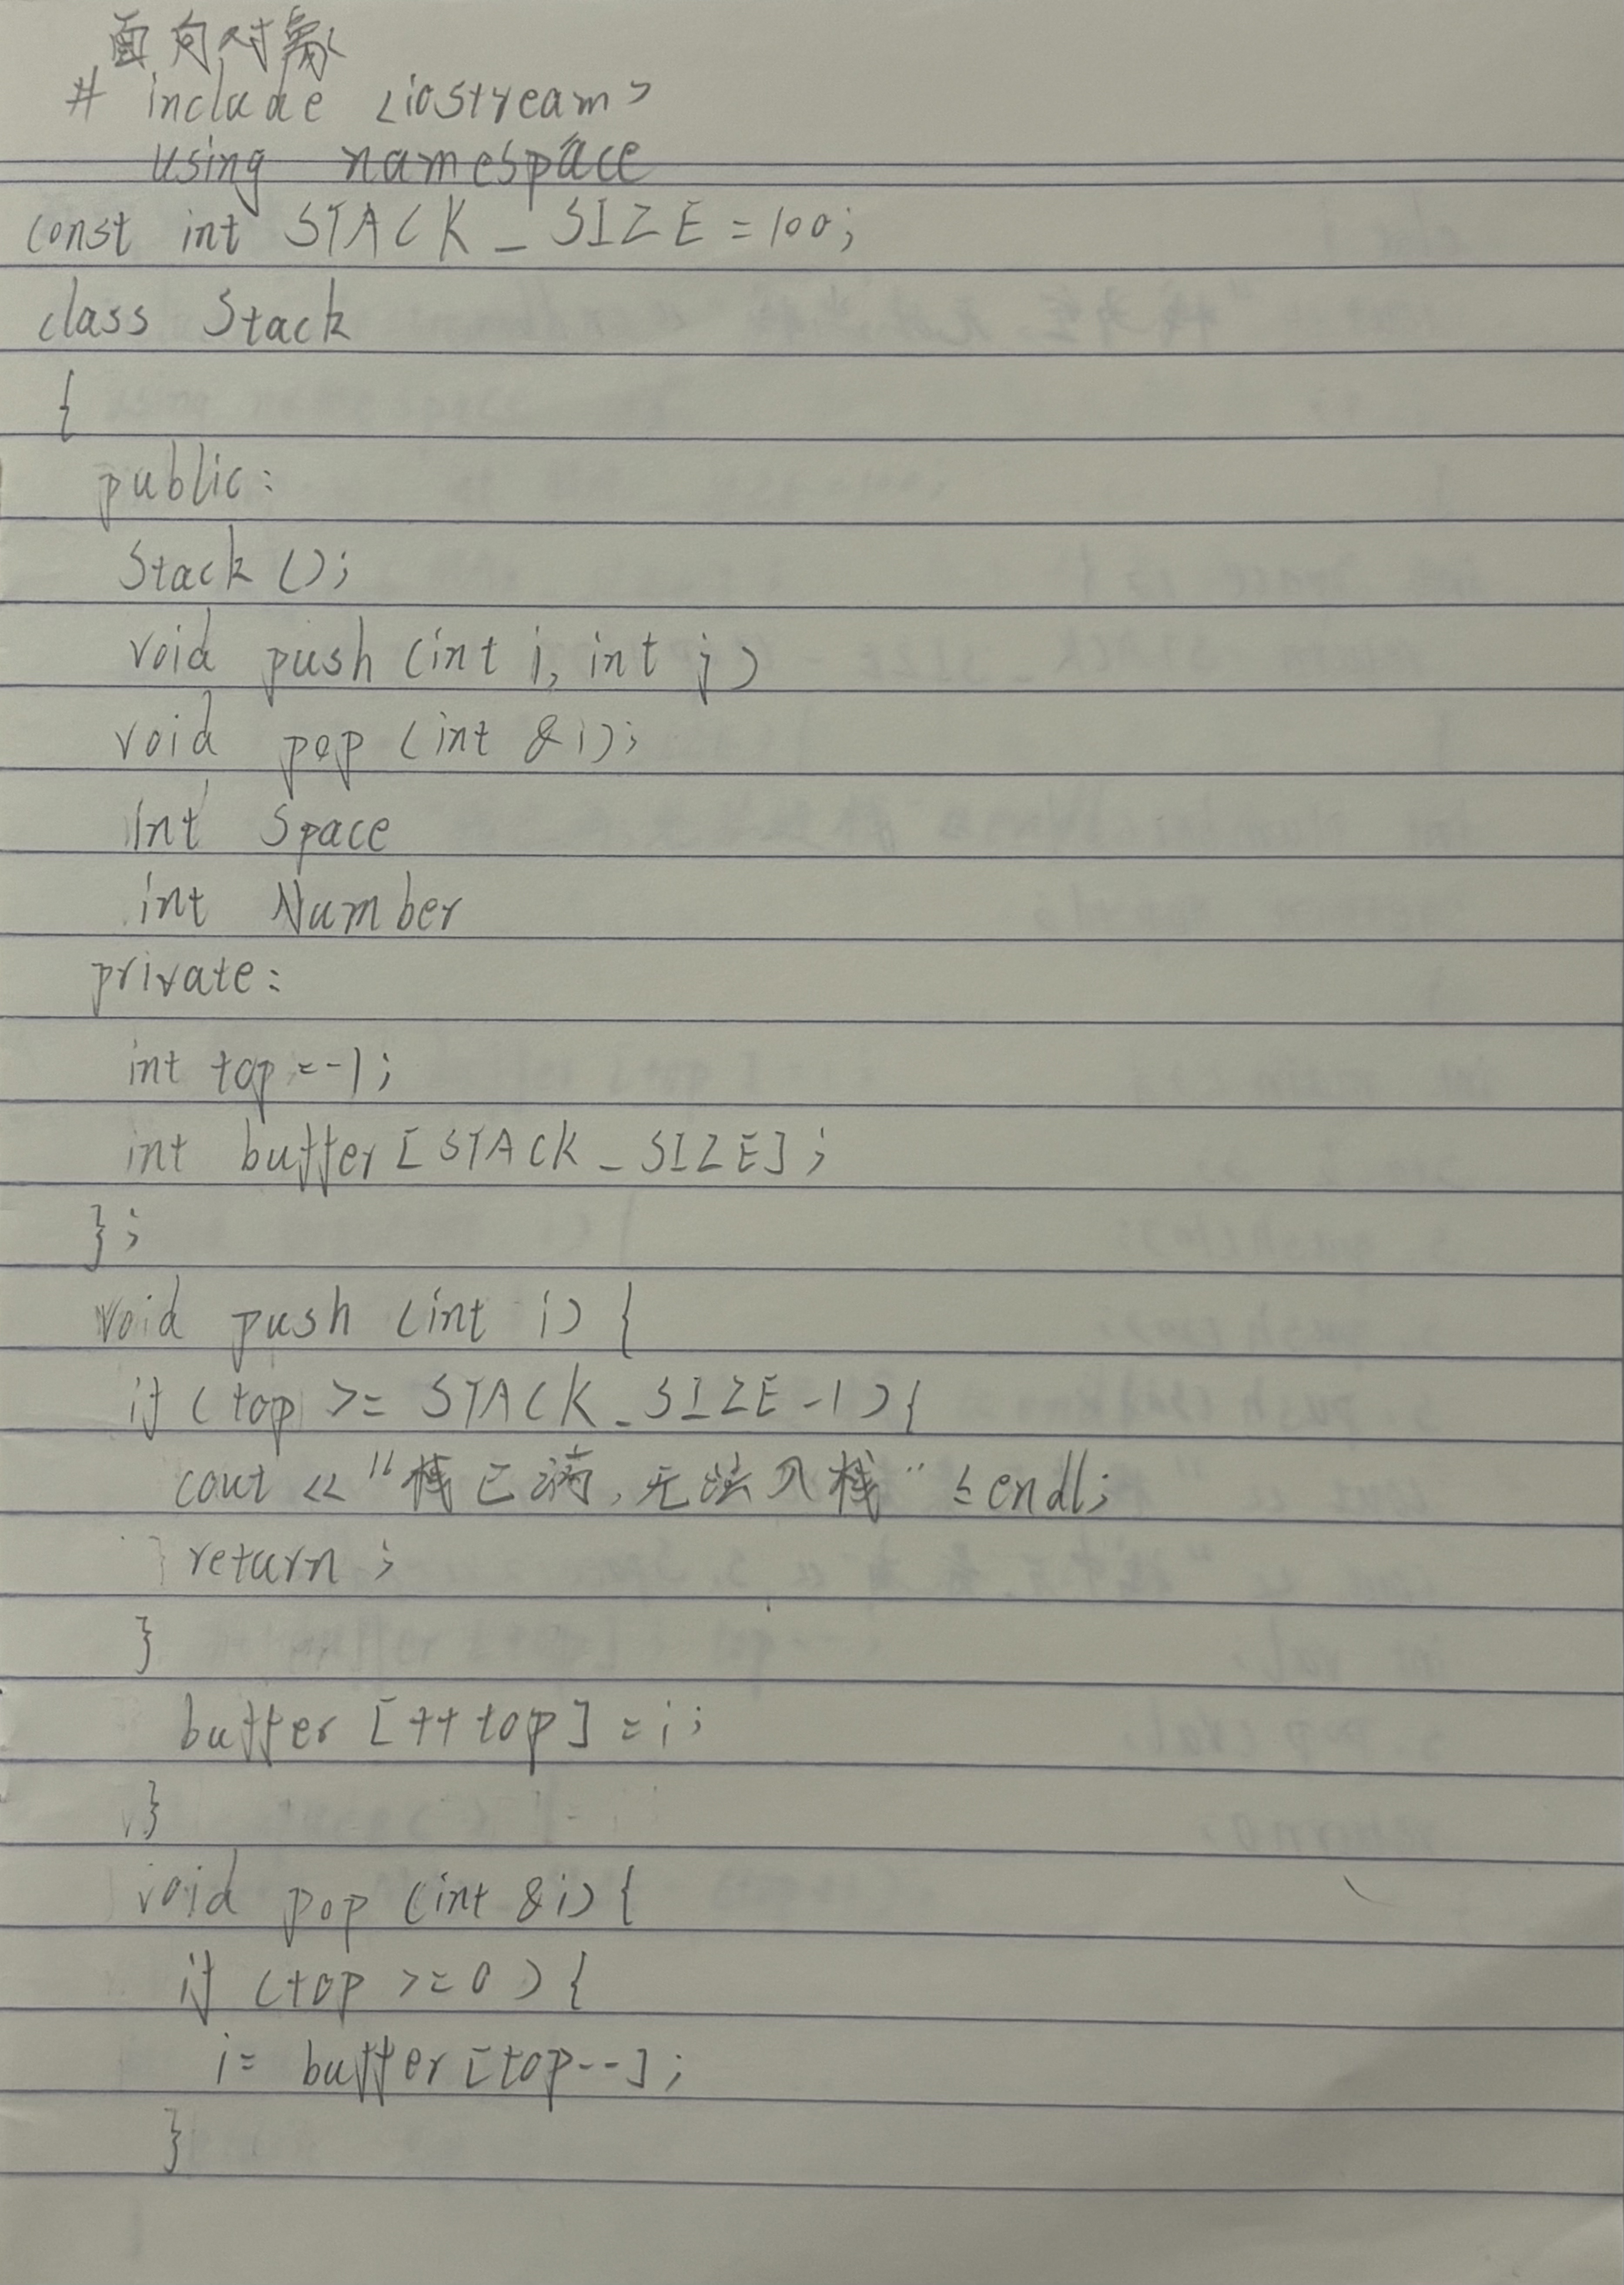 面向对象
# include <iostream>
using namespace
const int STACK_SIZE=100;
class Stack
{
public:
Stack();
void push (int i, int j)
void pop (int &i);
int Space
int Number
private:
int top=-1;
int buffer[STACK_SIZE];
};
void push (int i) {
if (top >= STACK_SIZE-1){
cout << "栈已满,无法入栈" << endl;
return;
}
buffer [++top]=i;
}
void pop (int &i){
if (top >=0){
i= buffer[top--];
}